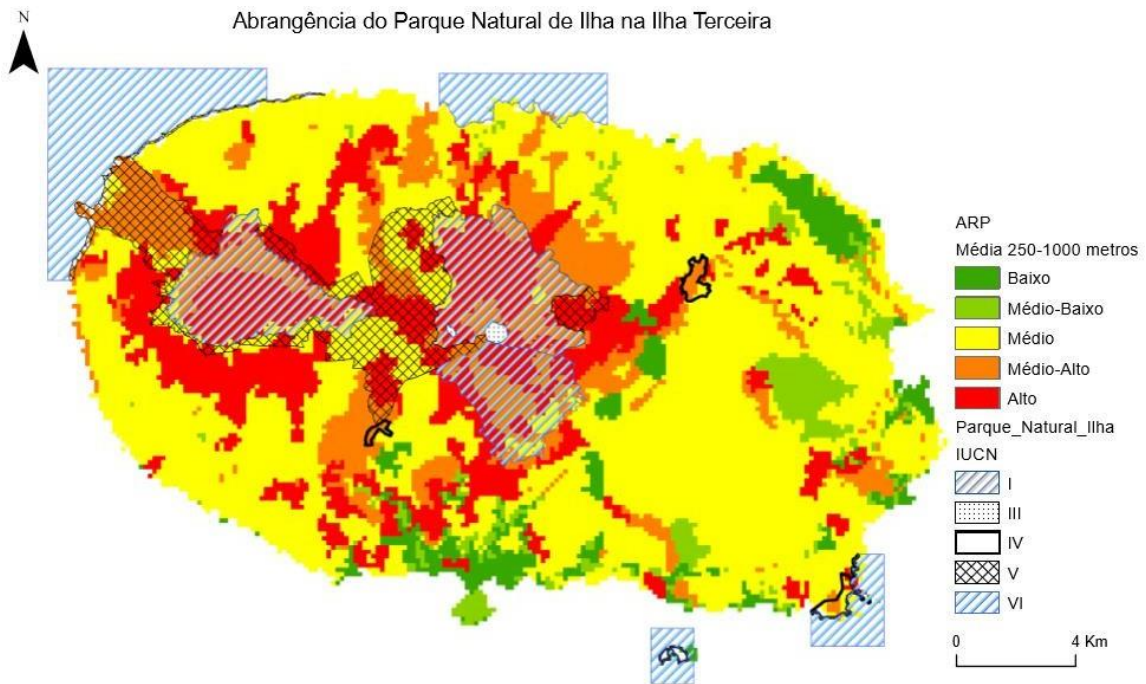 N
Abrangência do Parque Natural de Ilha na Ilha Terceira
ARP
Média 250-1000 metros
Baixo
Médio-Baixo
Médio
Médio-Alto
Alto
Parque_Natural_Ilha
IUCN
I
III
IV
V
VI
0 4 Km